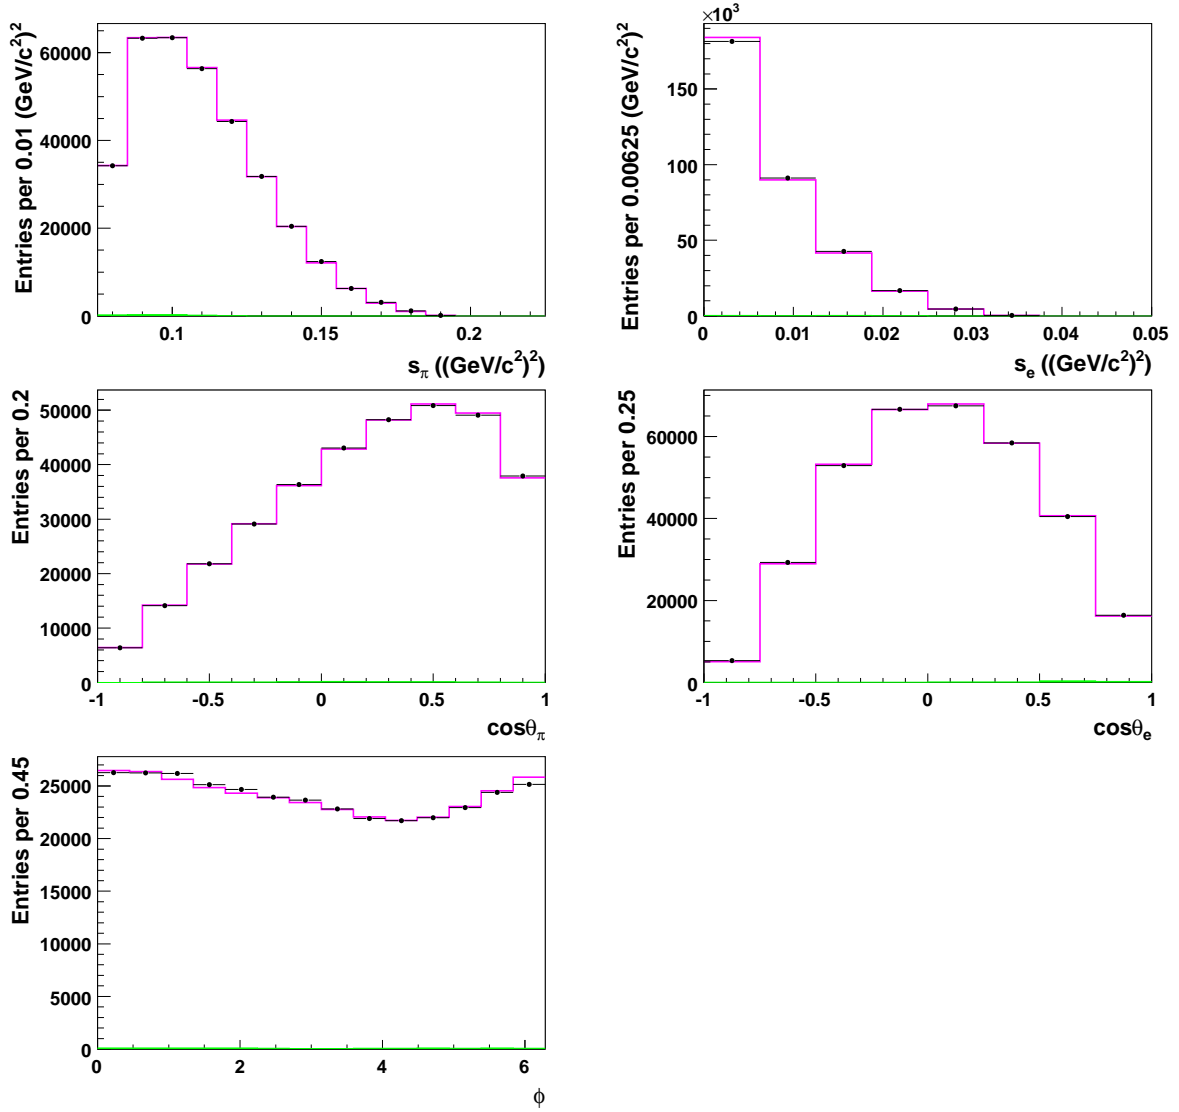 Entries per 0.01 (GeV/c²)²
60000
40000
20000
0
0.1 0.15 0.2
s_π ((GeV/c²)²)
×10³
Entries per 0.00625 (GeV/c²)²
150
100
50
0
0 0.01 0.02 0.03 0.04 0.05
s_e ((GeV/c²)²)
Entries per 0.2
50000
40000
30000
20000
10000
0
-1 -0.5 0 0.5 1
cosθ_π
Entries per 0.25
60000
40000
20000
0
-1 -0.5 0 0.5 1
cosθ_e
Entries per 0.45
25000
20000
15000
10000
5000
0
0 2 4 6
ϕ